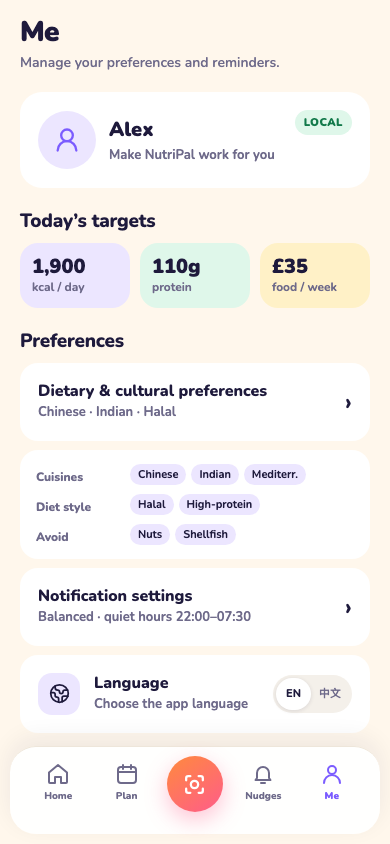 Me
Manage your preferences and reminders.
Alex
LOCAL
Make NutriPal work for you
Today's targets
1,900
kcal / day
110g
protein
£35
food / week
Preferences
Dietary & cultural preferences
Chinese · Indian · Halal
Cuisines Chinese Indian Mediterr.
Diet style Halal High-protein
Avoid Nuts Shellfish
Notification settings
Balanced · quiet hours 22:00–07:30
Language
Choose the app language
EN 中文
Home Plan Nudges Me